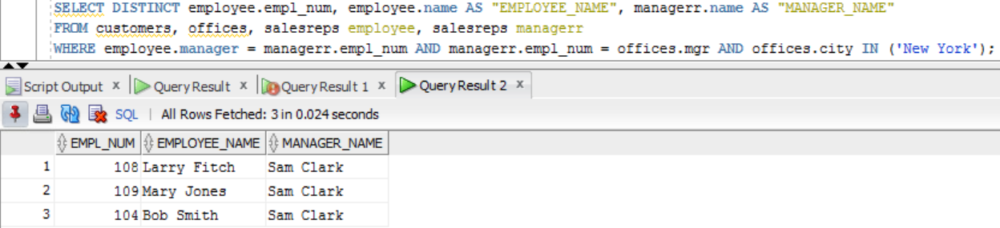 SELECT DISTINCT employee.empl_num, employee.name AS "EMPLOYEE_NAME", managerr.name AS "MANAGER_NAME"
FROM customers, offices, salesreps employee, salesreps managerr
WHERE employee.manager = managerr.empl_num AND managerr.empl_num = offices.mgr AND offices.city IN ('New York');
Script Output x Query Result x Query Result 1 x Query Result 2 x
SQL | All Rows Fetched: 3 in 0.024 seconds
EMPL_NUM EMPLOYEE_NAME MANAGER_NAME
1 108 Larry Fitch Sam Clark
2 109 Mary Jones Sam Clark
3 104 Bob Smith Sam Clark